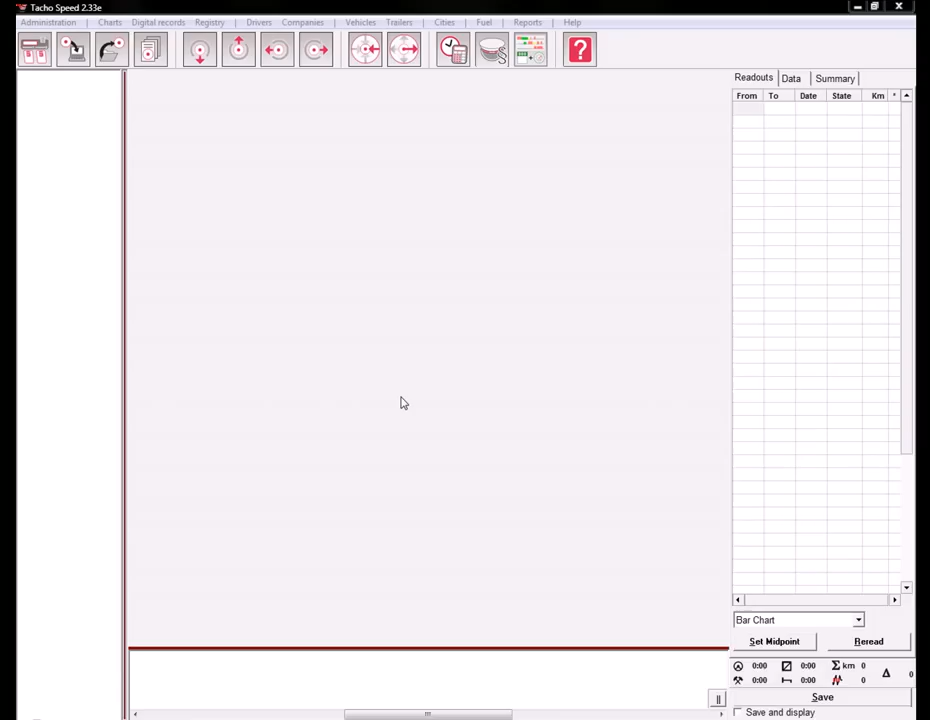 Tacho Speed 2.33e
Administration Charts Digital records Registry Drivers Companies Vehicles Trailers Cities Fuel Reports Help
Readouts Data Summary
From To Date State Km *
Bar Chart
Set Midpoint Reread
0:00 0:00 Σ km 0
0:00 0:00 0 Δ 0
Save
Save and display